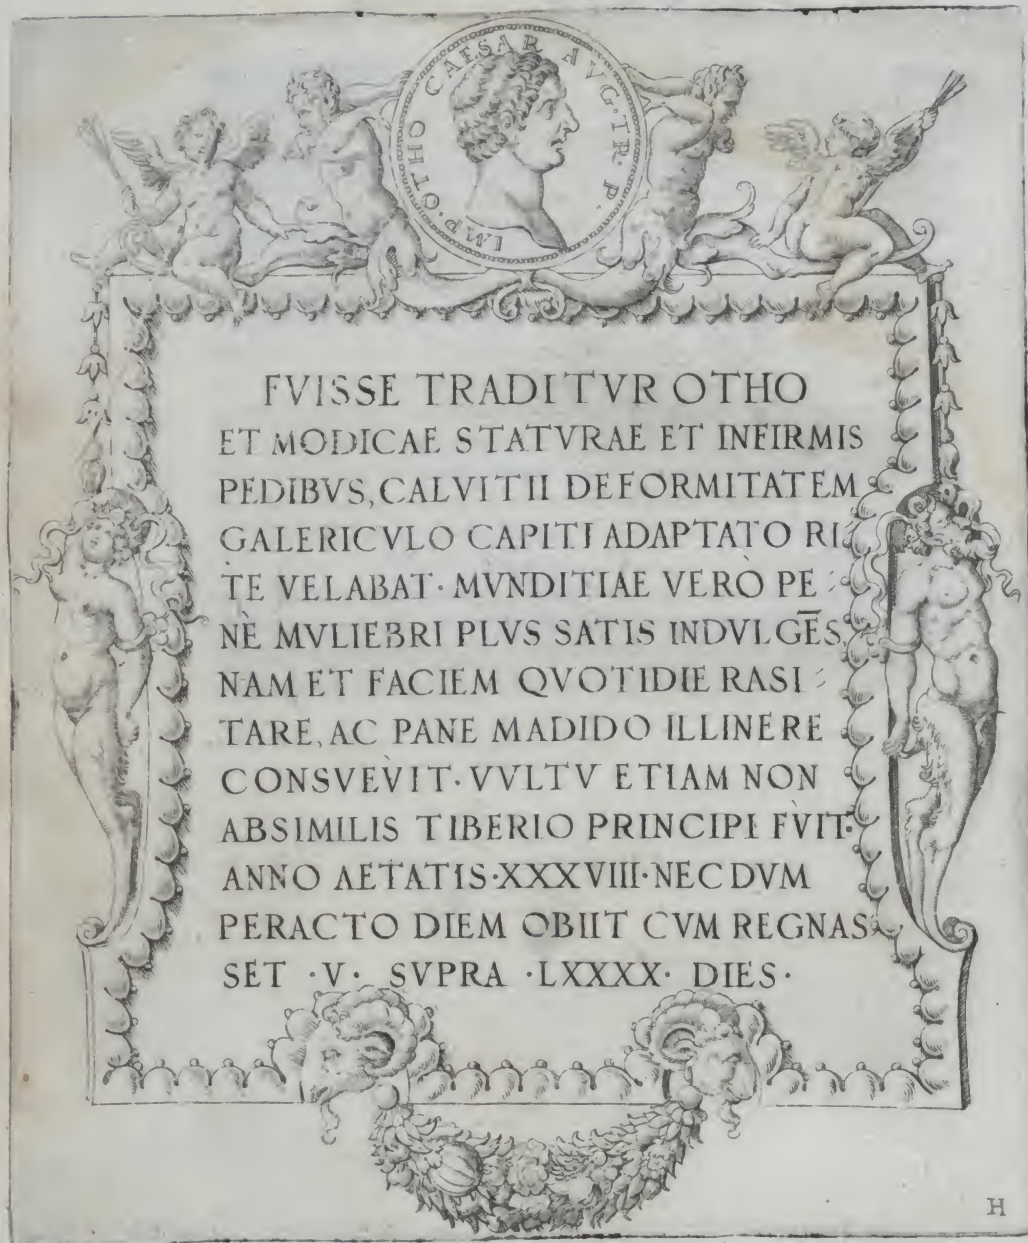 IMP·OTHO CAESAR AVG·TR·P·
FVISSE TRADITVR OTHO
ET MODICAE STATVRAE ET INFIRMIS
PEDIBVS, CALVITII DEFORMITATEM
GALERICVLO CAPITI ADAPTATO RI
TE VELABAT· MVNDITIAE VERÒ PE:
NÈ MVLIEBRI PLVS SATIS INDVLGE̅S,
NAM ET FACIEM QVOTIDIE RASI:
TARE, AC PANE MADIDO ILLINERE
CONSVEVIT· VVLTV ETIAM NON
ABSIMILIS TIBERIO PRINCIPI FVIT·
ANNO AETATIS·XXXVIII·NECDVM
PERACTO DIEM OBIIT CVM REGNAS:
SET ·V· SVPRA ·LXXXX· DIES·
H